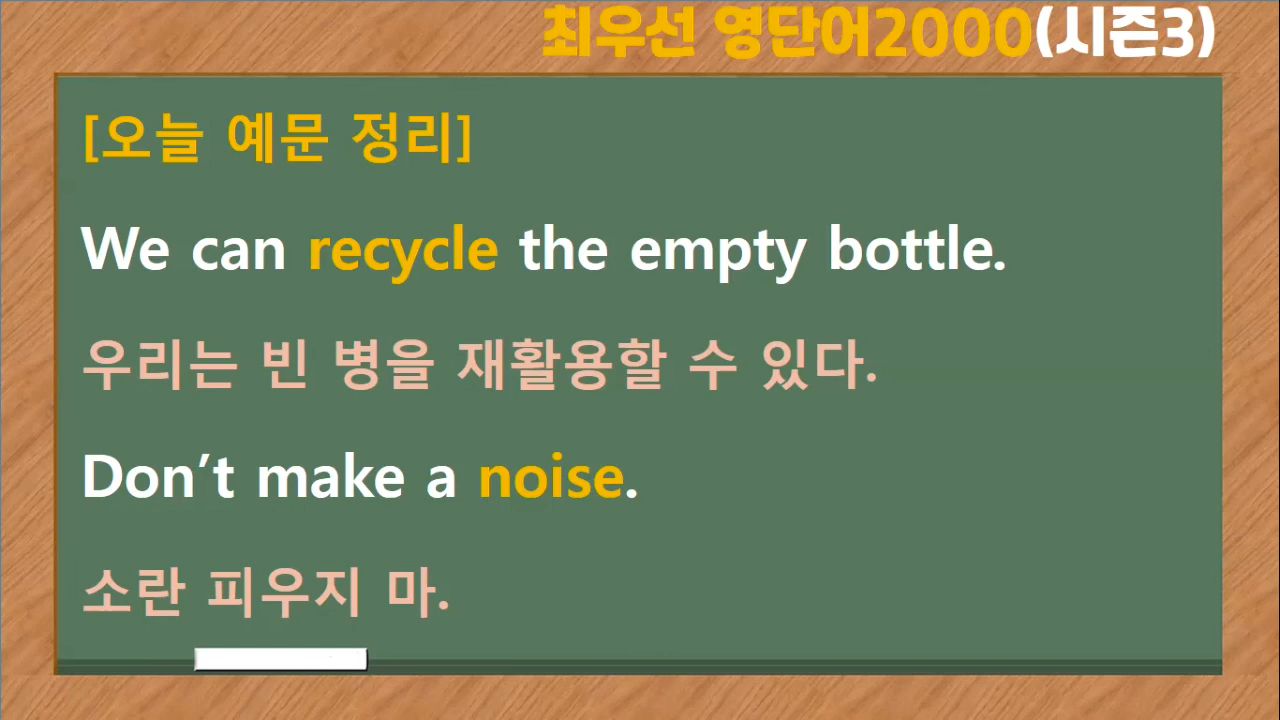 최우선 영단어2000(시즌3)
[오늘 예문 정리]
We can recycle the empty bottle.
우리는 빈 병을 재활용할 수 있다.
Don’t make a noise.
소란 피우지 마.